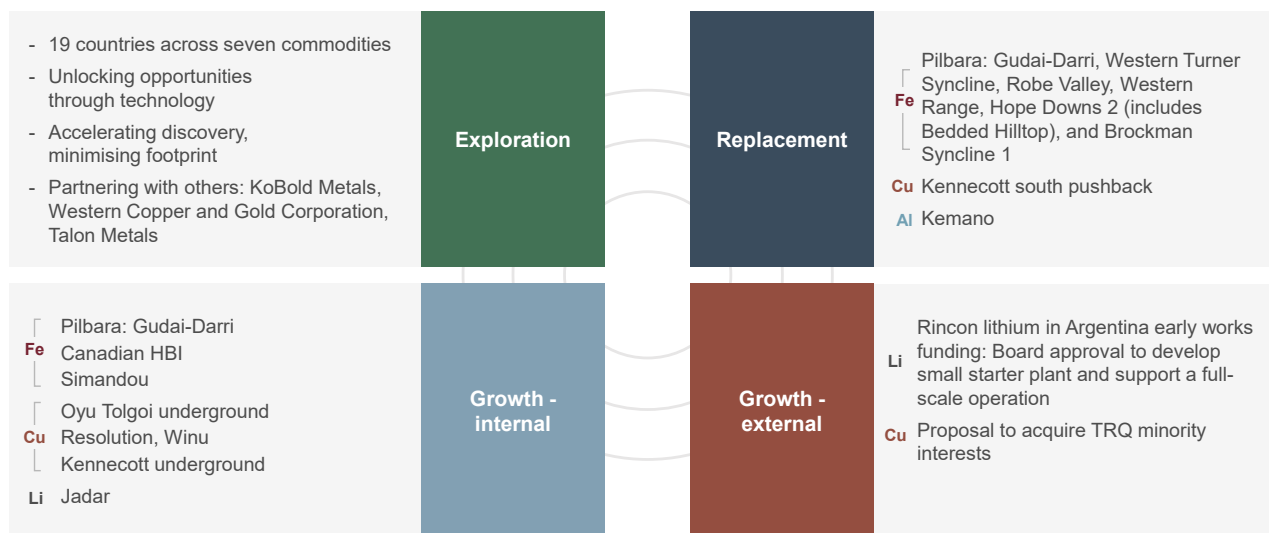 - 19 countries across seven commodities
- Unlocking opportunities
through technology
- Accelerating discovery,
minimising footprint
- Partnering with others: KoBold Metals,
Western Copper and Gold Corporation,
Talon Metals
Exploration
Replacement
Fe
Pilbara: Gudai-Darri, Western Turner
Syncline, Robe Valley, Western
Range, Hope Downs 2 (includes
Bedded Hilltop), and Brockman
Syncline 1
Cu Kennecott south pushback
Al Kemano
Fe
Pilbara: Gudai-Darri
Canadian HBI
Simandou
Cu
Oyu Tolgoi underground
Resolution, Winu
Kennecott underground
Li Jadar
Growth -
internal
Growth -
external
Li
Rincon lithium in Argentina early works
funding: Board approval to develop
small starter plant and support a full-
scale operation
Cu
Proposal to acquire TRQ minority
interests